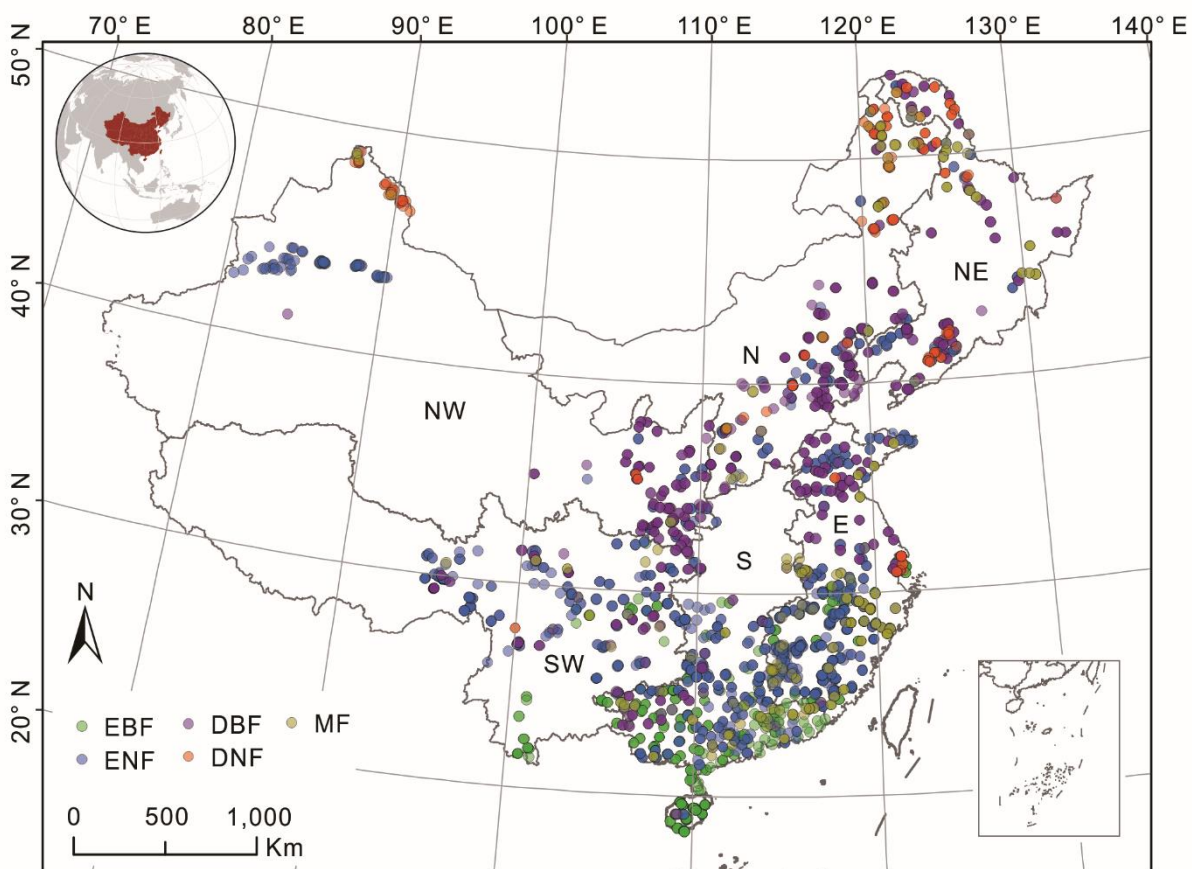 70° E 80° E 90° E 100° E 110° E 120° E 130° E 140° E
50° N
40° N
30° N
20° N
NE
N
NW
E
S
N
SW
EBF DBF MF
ENF DNF
0 500 1,000
Km